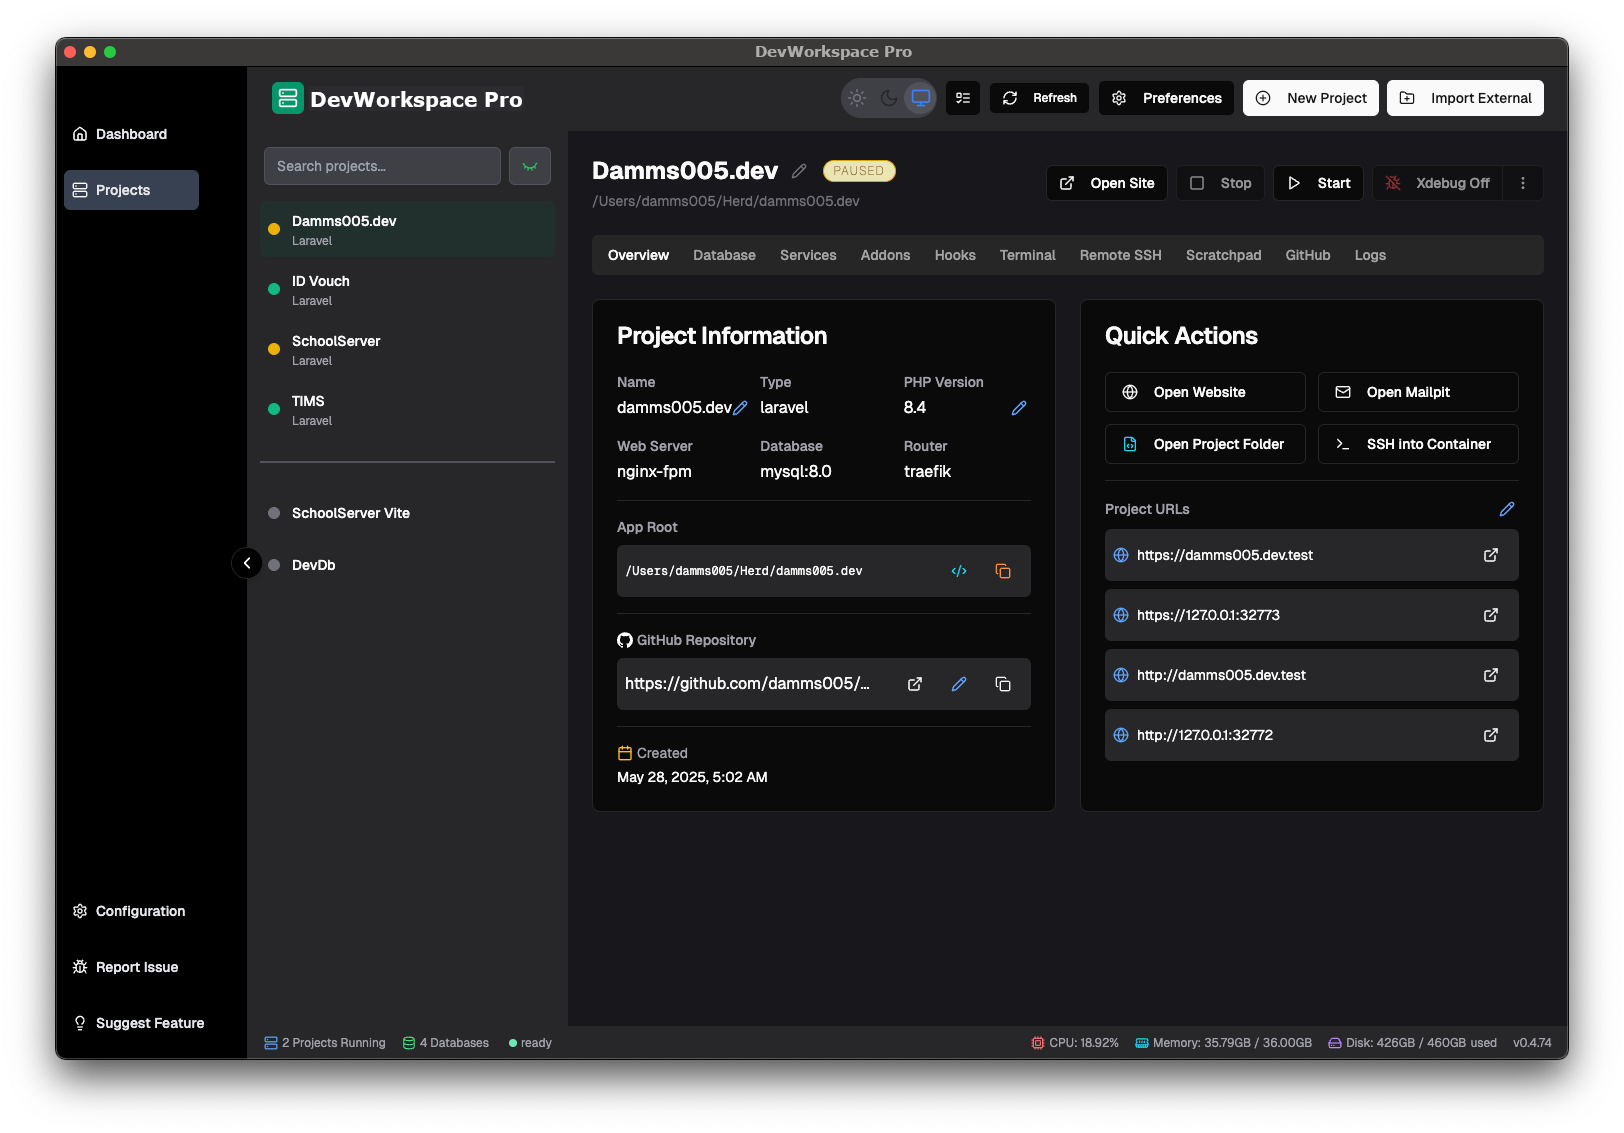 DevWorkspace Pro
DevWorkspace Pro
Refresh
Preferences
New Project
Import External
Dashboard
Projects
Configuration
Report Issue
Suggest Feature
Search projects...
Damms005.dev
Laravel
ID Vouch
Laravel
SchoolServer
Laravel
TIMS
Laravel
SchoolServer Vite
DevDb
Damms005.dev
PAUSED
/Users/damms005/Herd/damms005.dev
Open Site
Stop
Start
Xdebug Off
Overview Database Services Addons Hooks Terminal Remote SSH Scratchpad GitHub Logs
Project Information
Name Type PHP Version
damms005.dev laravel 8.4
Web Server Database Router
nginx-fpm mysql:8.0 traefik
App Root
/Users/damms005/Herd/damms005.dev
GitHub Repository
https://github.com/damms005/...
Created
May 28, 2025, 5:02 AM
Quick Actions
Open Website
Open Mailpit
Open Project Folder
SSH into Container
Project URLs
https://damms005.dev.test
https://127.0.0.1:32773
http://damms005.dev.test
http://127.0.0.1:32772
2 Projects Running
4 Databases
ready
CPU: 18.92%
Memory: 35.79GB / 36.00GB
Disk: 426GB / 460GB used
v0.4.74